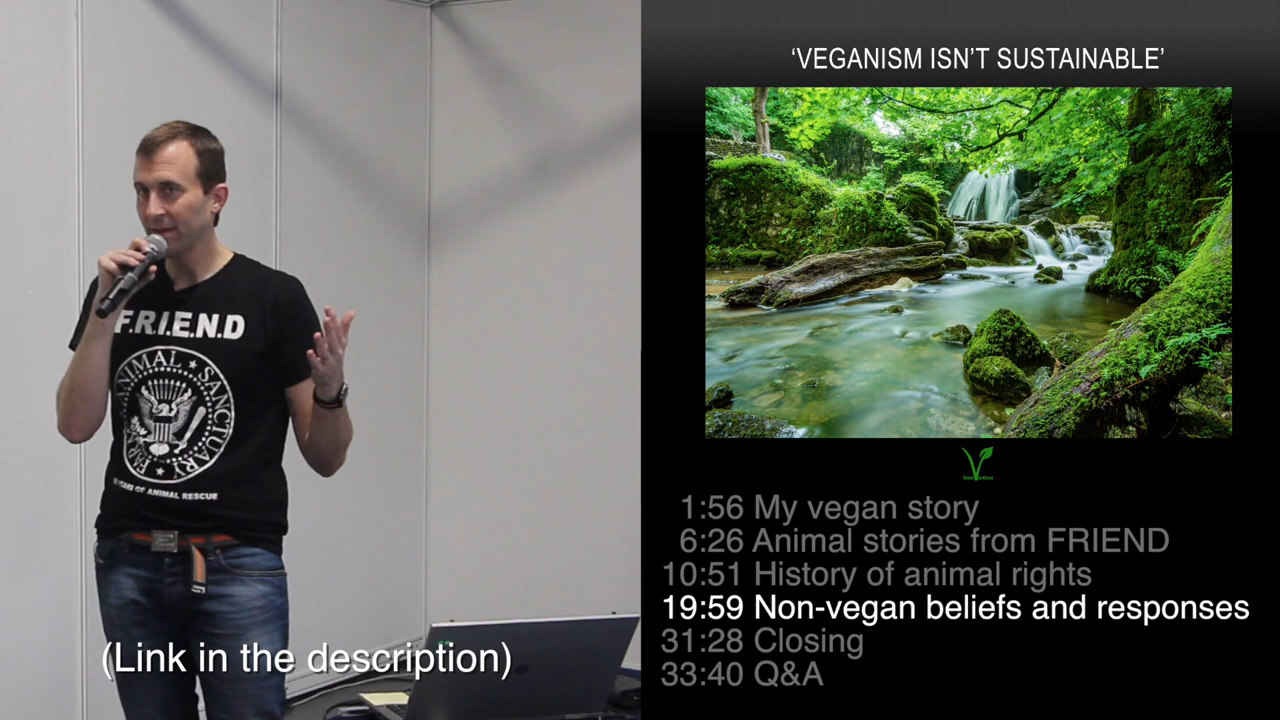 F.R.I.E.N.D
FARM ANIMAL SANCTUARY
YEARS OF ANIMAL RESCUE
(Link in the description)
‘VEGANISM ISN’T SUSTAINABLE’
1:56 My vegan story
6:26 Animal stories from FRIEND
10:51 History of animal rights
19:59 Non-vegan beliefs and responses
31:28 Closing
33:40 Q&A